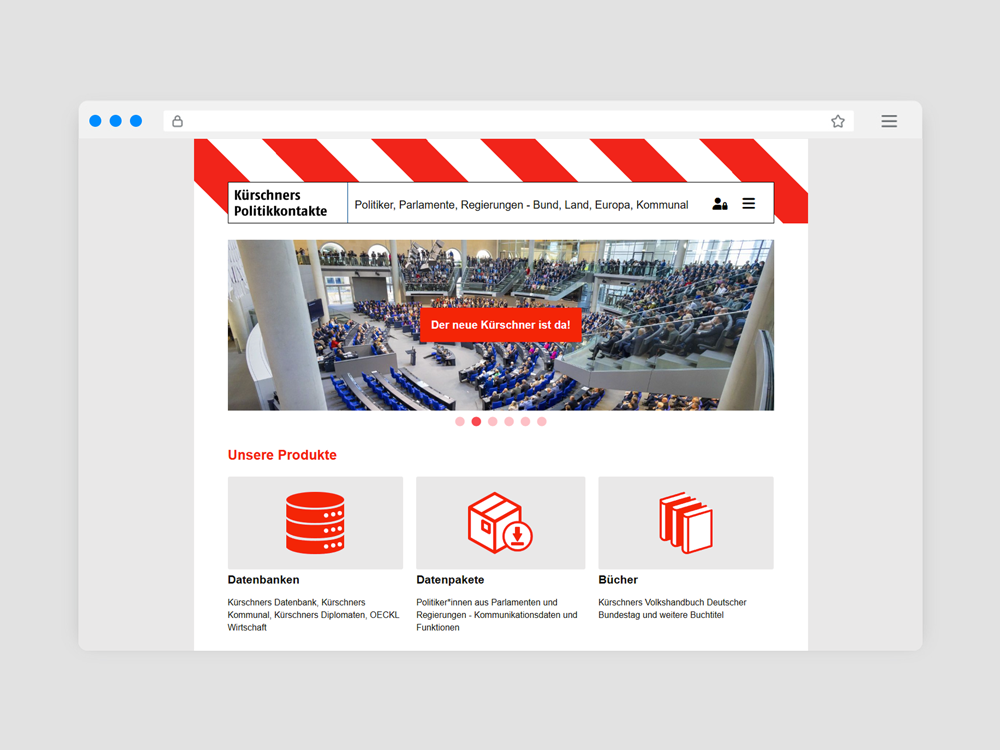 Kürschners
Politikkontakte
Politiker, Parlamente, Regierungen - Bund, Land, Europa, Kommunal
Der neue Kürschner ist da!
Unsere Produkte
Datenbanken
Kürschners Datenbank, Kürschners
Kommunal, Kürschners Diplomaten, OECKL
Wirtschaft
Datenpakete
Politiker*innen aus Parlamenten und
Regierungen - Kommunikationsdaten und
Funktionen
Bücher
Kürschners Volkshandbuch Deutscher
Bundestag und weitere Buchtitel